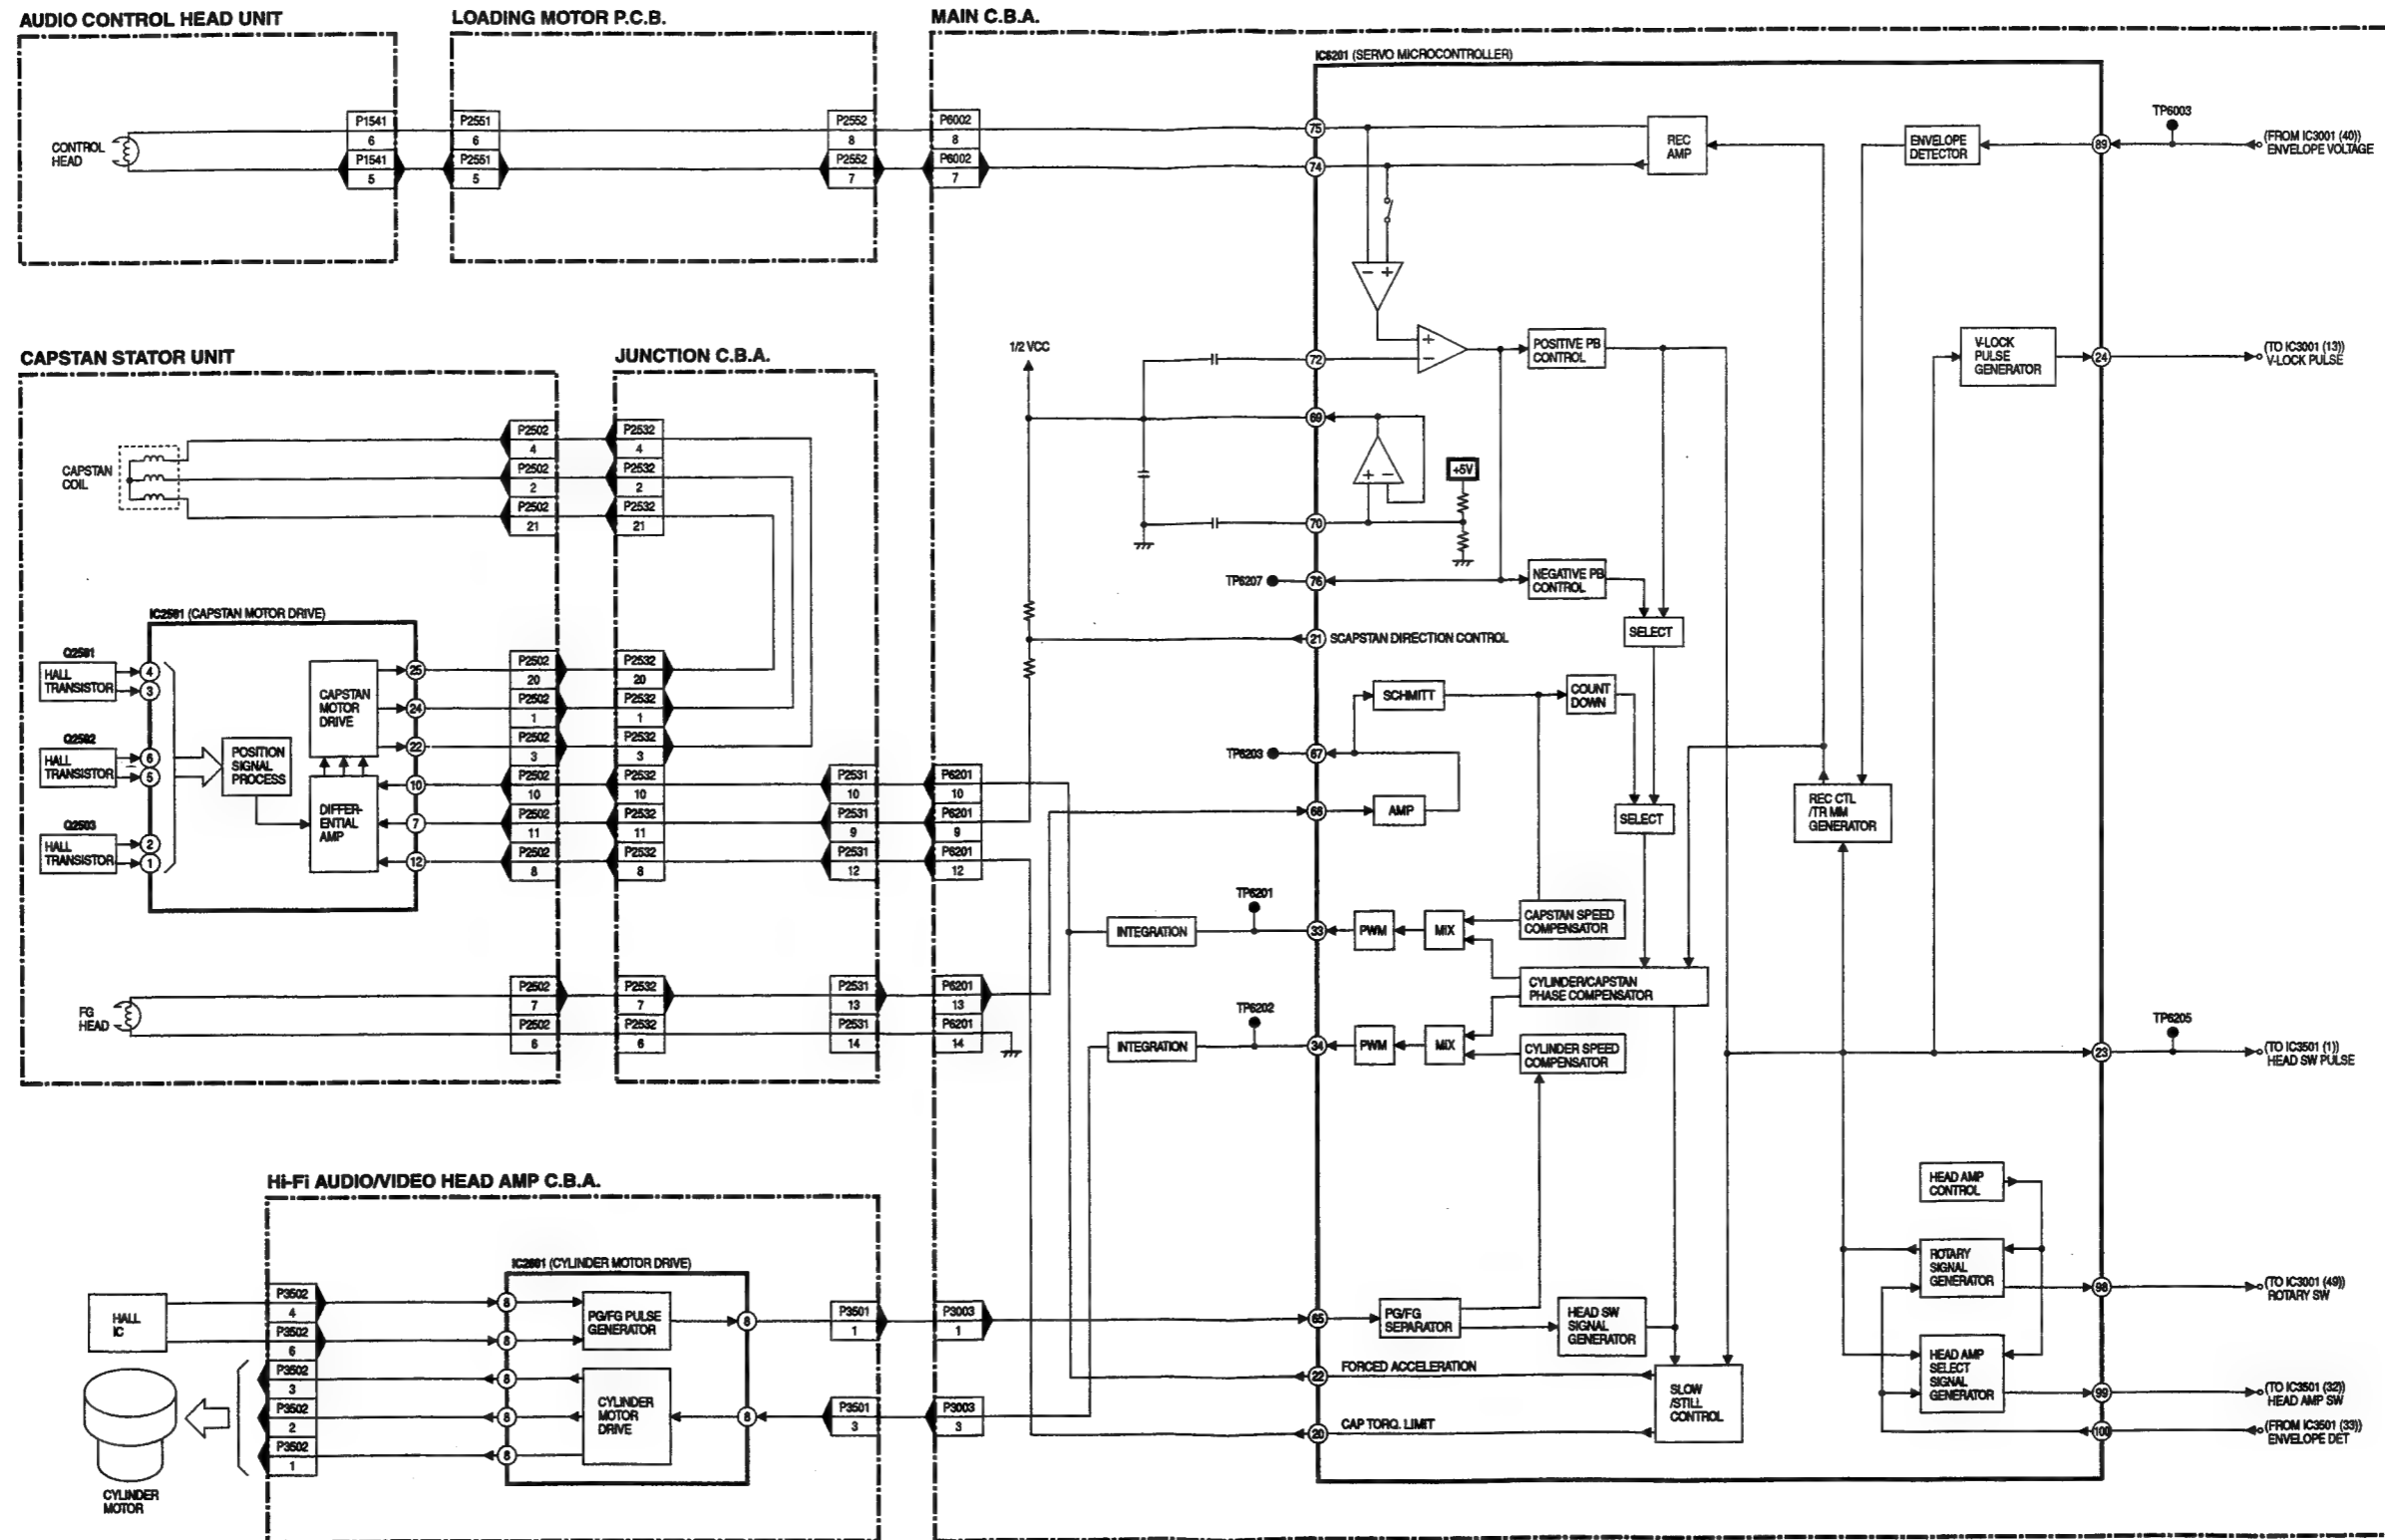 AUDIO CONTROL HEAD UNIT
LOADING MOTOR P.C.B.
MAIN C.B.A.
IC6201 (SERVO MICROCONTROLLER)
CONTROL
HEAD
P1541
6
P1541
5
P2551
6
P2551
5
P2552
8
P2552
7
P6002
8
P6002
7
75
74
REC
AMP
ENVELOPE
DETECTOR
89
TP6003
(FROM IC3001 (40))
ENVELOPE VOLTAGE
- +
CAPSTAN STATOR UNIT
JUNCTION C.B.A.
1/2 VCC
72
+
-
POSITIVE PB
CONTROL
V-LOCK
PULSE
GENERATOR
24
(TO IC3001 (13))
V-LOCK PULSE
69
+ -
+5V
70
CAPSTAN
COIL
P2502
4
P2502
2
P2502
21
P2532
4
P2532
2
P2532
21
TP6207
76
NEGATIVE PB
CONTROL
SELECT
21
SCAPSTAN DIRECTION CONTROL
IC2501 (CAPSTAN MOTOR DRIVE)
Q2501
HALL
TRANSISTOR
4
3
Q2502
HALL
TRANSISTOR
6
5
Q2503
HALL
TRANSISTOR
2
1
POSITION
SIGNAL
PROCESS
CAPSTAN
MOTOR
DRIVE
DIFFER-
ENTIAL
AMP
25
24
22
10
7
12
P2502
20
P2502
1
P2502
3
P2502
10
P2502
11
P2502
8
P2532
20
P2532
1
P2532
3
P2532
10
P2532
11
P2532
8
P2531
10
P2531
9
P2531
12
P6201
10
P6201
9
P6201
12
SCHMITT
COUNT
DOWN
TP6203
67
68
AMP
SELECT
REC CTL
/TR MM
GENERATOR
TP6201
INTEGRATION
33
PWM
MIX
CAPSTAN SPEED
COMPENSATOR
CYLINDER/CAPSTAN
PHASE COMPENSATOR
FG
HEAD
P2502
7
P2502
6
P2532
7
P2532
6
P2531
13
P2531
14
P6201
13
P6201
14
TP6202
INTEGRATION
34
PWM
MIX
CYLINDER SPEED
COMPENSATOR
TP6205
23
(TO IC3501 (1))
HEAD SW PULSE
Hi-Fi AUDIO/VIDEO HEAD AMP C.B.A.
IC2601 (CYLINDER MOTOR DRIVE)
HALL
IC
P3502
4
P3502
6
P3502
3
P3502
2
P3502
1
8
8
8
8
8
PG/FG PULSE
GENERATOR
CYLINDER
MOTOR
DRIVE
8
8
P3501
1
P3501
3
P3003
1
P3003
3
CYLINDER
MOTOR
65
PG/FG
SEPARATOR
HEAD SW
SIGNAL
GENERATOR
22
FORCED ACCELERATION
20
CAP TORQ. LIMIT
SLOW
/STILL
CONTROL
HEAD AMP
CONTROL
ROTARY
SIGNAL
GENERATOR
98
(TO IC3001 (49))
ROTARY SW
HEAD AMP
SELECT
SIGNAL
GENERATOR
99
(TO IC3501 (32))
HEAD AMP SW
100
(FROM IC3501 (33))
ENVELOPE DET